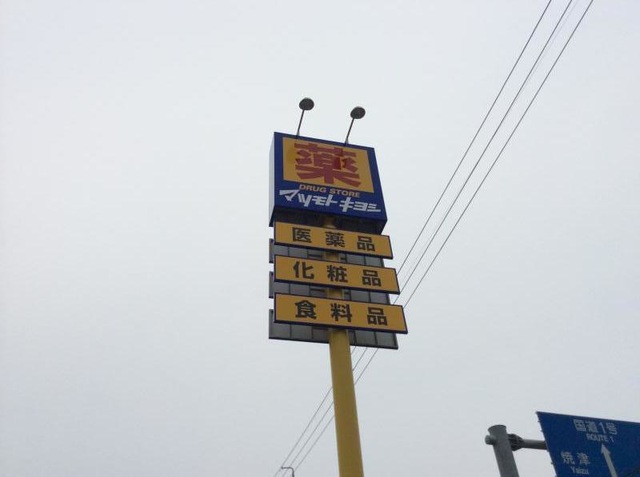 薬
DRUG STORE
マツモトキヨシ
医薬品
化粧品
食料品
国道1号
ROUTE 1
焼津
Yaizu